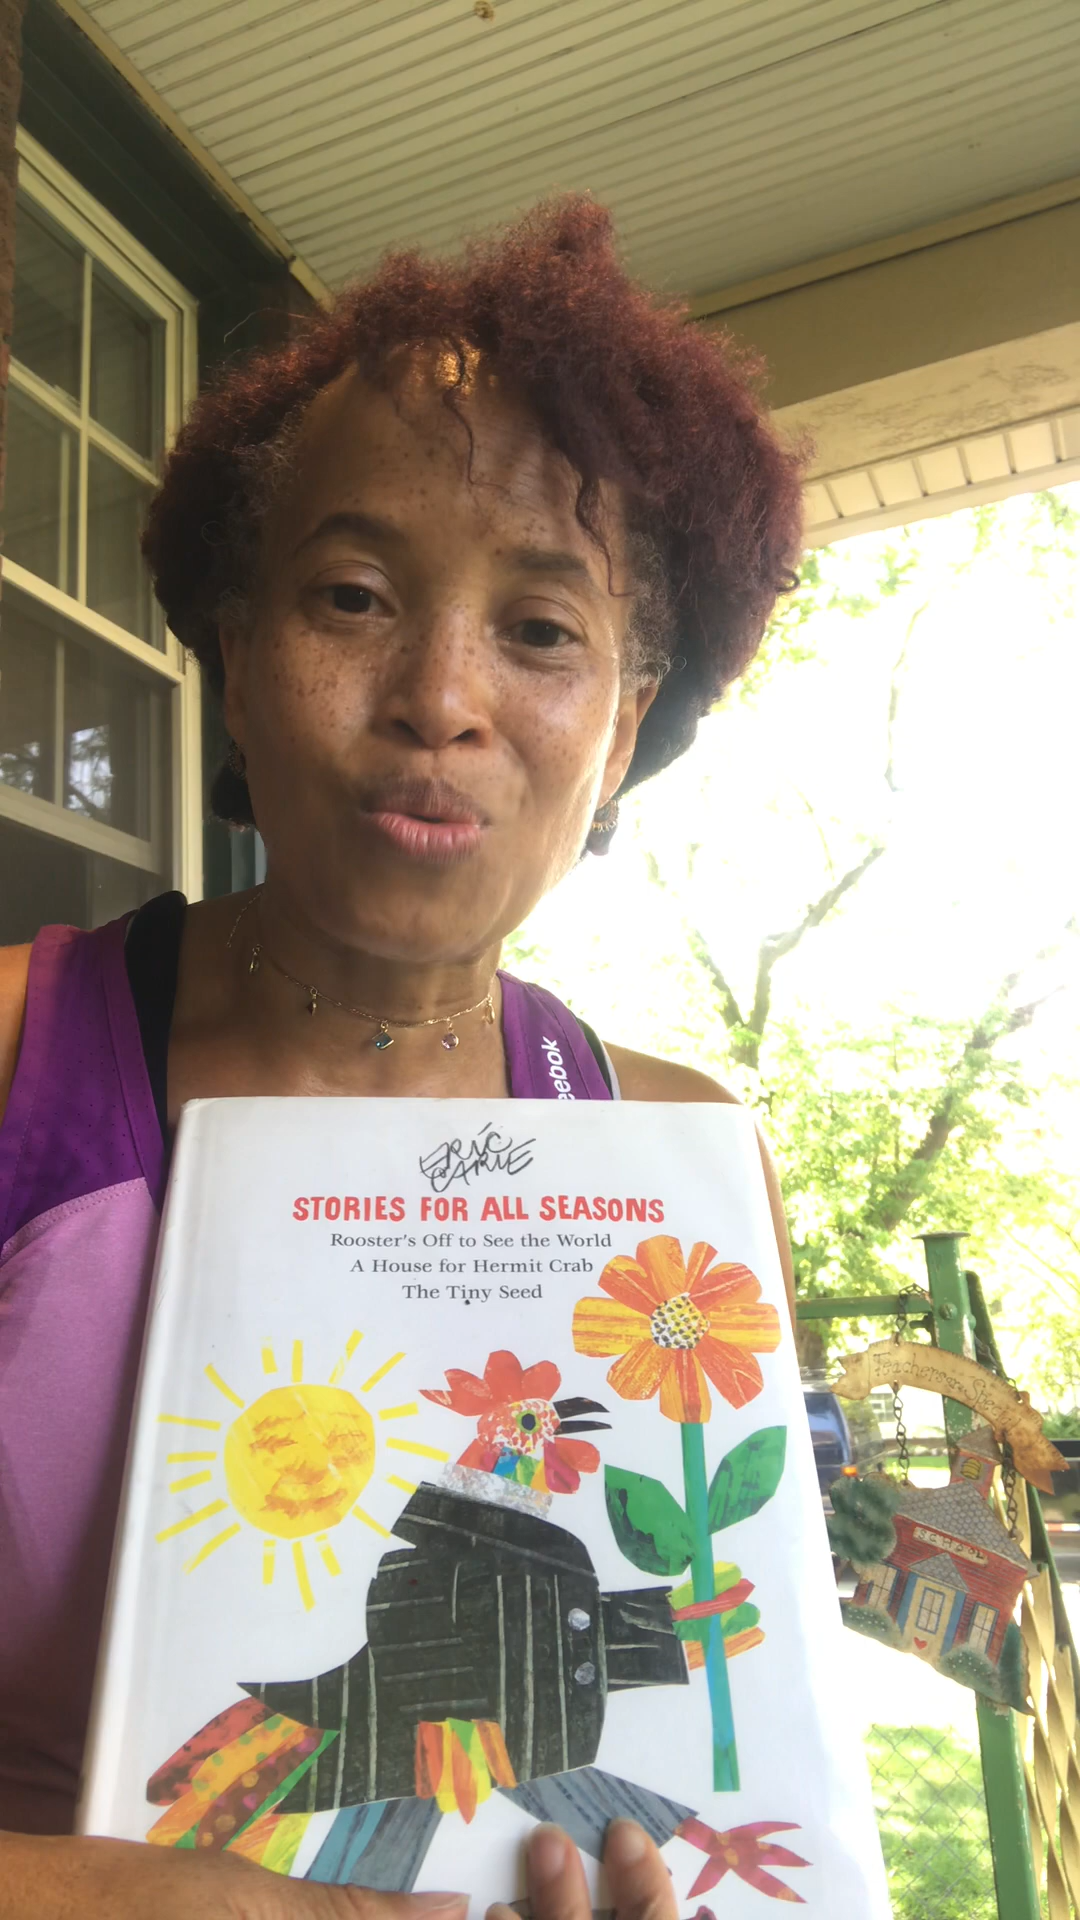 eebok
ERIC
CARLE
STORIES FOR ALL SEASONS
Rooster's Off to See the World
A House for Hermit Crab
The Tiny Seed
SCHOOL